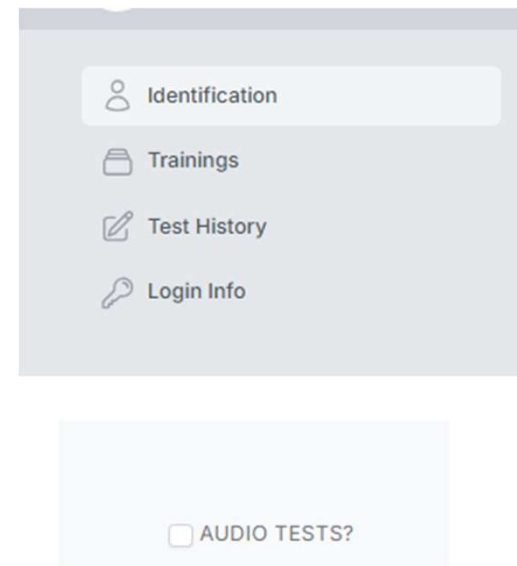 Identification
Trainings
Test History
Login Info
AUDIO TESTS?